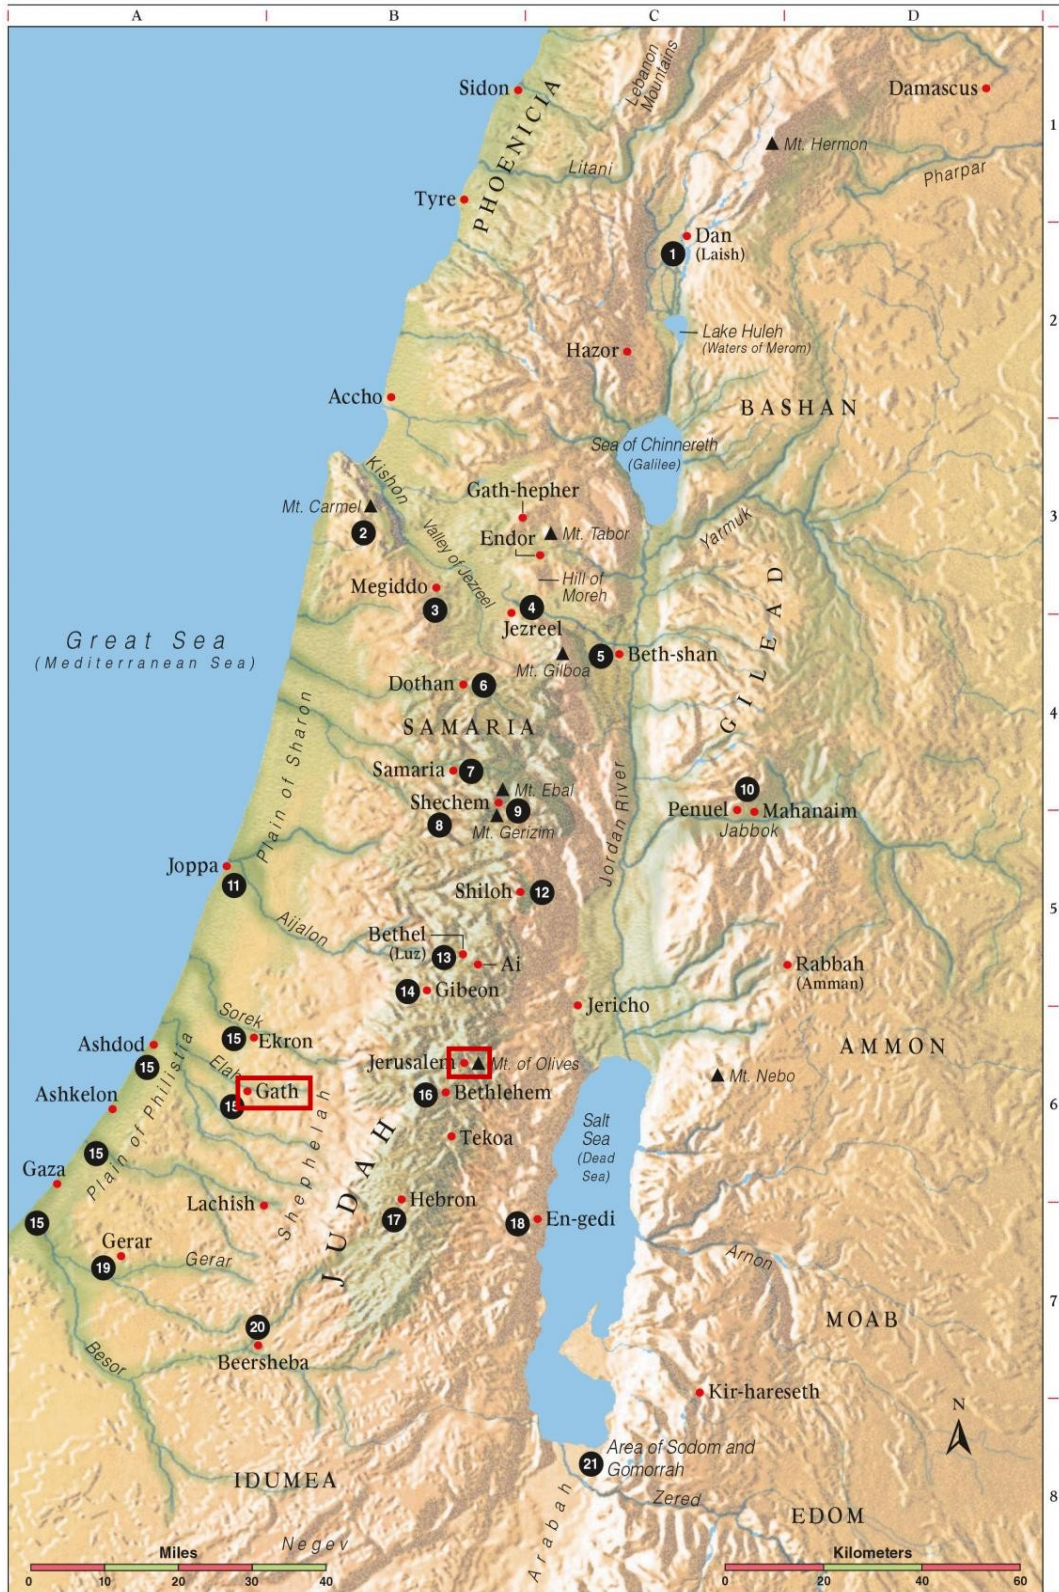 A B C D
Sidon
Damascus
Lebanon
Mountains
1
PHOENICIA
Mt. Hermon
Litani
Pharpar
Tyre
Dan
(Laish)
1
2
Lake Huleh
(Waters of Merom)
Hazor
Accho
BASHAN
Sea of Chinnereth
(Galilee)
Kishon
Mt. Carmel
2
Gath-hepher
3
Yarmuk
Endor
Mt. Tabor
Valley of Jezreel
Hill of
Moreh
Megiddo
3
4
Jezreel
Great Sea
(Mediterranean Sea)
5
Beth-shan
Mt. Gilboa
GILEAD
Dothan
6
4
SAMARIA
Plain of Sharon
Samaria
7
Mt. Ebal
Shechem
9
8
Mt. Gerizim
Jordan River
10
Penuel
Mahanaim
Jabbok
Joppa
11
Shiloh
12
5
Aijalon
Bethel
(Luz)
13
Ai
Rabbah
(Amman)
14
Gibeon
Jericho
Sorek
15
Ekron
Ashdod
15
AMMON
Elah
Jerusalem
Mt. of Olives
Mt. Nebo
Gath
15
Ashkelon
16
Bethlehem
6
Plain of Philistia
Shephelah
Salt
Sea
(Dead
Sea)
Tekoa
15
Gaza
JUDAH
Lachish
Hebron
17
15
18
En-gedi
Gerar
19
Gerar
Arnon
7
MOAB
20
Beersheba
Besor
Kir-hareseth
N
21
Area of Sodom and
Gomorrah
IDUMEA
Zered
8
Arabah
EDOM
Negev
Miles
0 10 20 30 40
Kilometers
0 20 40 60